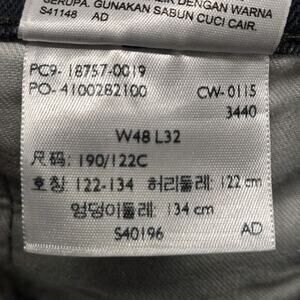 DENGAN WARNA
SERUPA. GUNAKAN SABUN CUCI CAIR.
S41148 AD
PC9- 18757-0019
PO- 4100282100 CW-0115
3440
W48 L32
尺码: 190/122C
호칭: 122-134 허리둘레: 122 cm
엉덩이둘레: 134 cm
S40196 AD